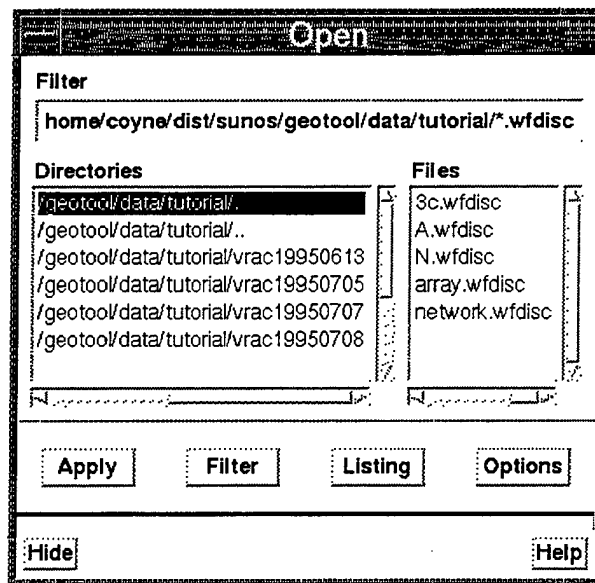 Open
Filter
home/coyne/dist/sunos/geotool/data/tutorial/*.wfdisc
Directories
/geotool/data/tutorial/.
/geotool/data/tutorial/..
/geotool/data/tutorial/vrac19950613
/geotool/data/tutorial/vrac19950705
/geotool/data/tutorial/vrac19950707
/geotool/data/tutorial/vrac19950708
Files
3c.wfdisc
A.wfdisc
N.wfdisc
array.wfdisc
network.wfdisc
Apply Filter Listing Options
Hide Help